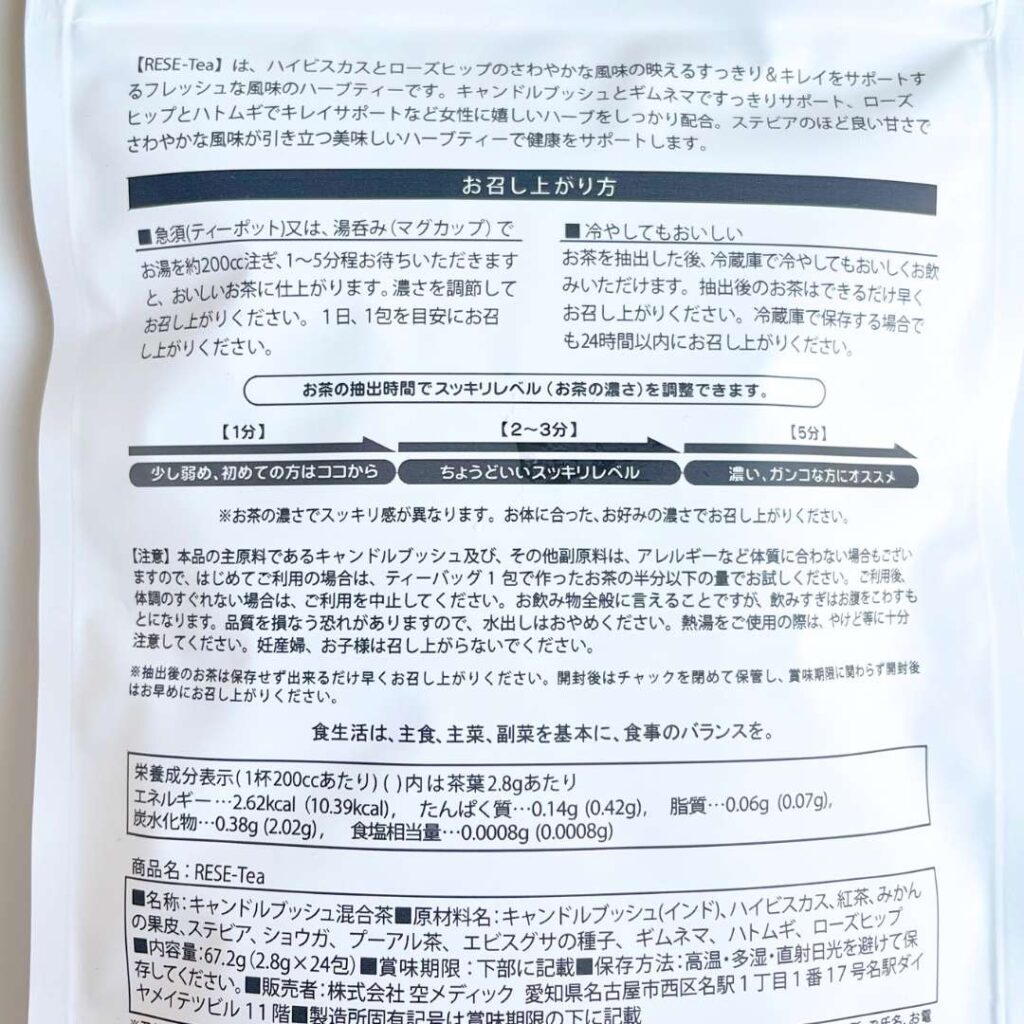 【RESE-Tea】は、ハイビスカスとローズヒップのさわやかな風味の映えるすっきり＆キレイをサポートす
るフレッシュな風味のハーブティーです。キャンドルブッシュとギムネマですっきりサポート、ローズ
ヒップとハトムギでキレイサポートなど女性に嬉しいハーブをしっかり配合。ステビアのほど良い甘さで
さわやかな風味が引き立つ美味しいハーブティーで健康をサポートします。
お召し上がり方
■急須(ティーポット)又は、湯呑み（マグカップ）で
お湯を約200cc注ぎ、1〜5分程お待ちいただきます
と、おいしいお茶に仕上がります。濃さを調節して
お召し上がりください。1日、1包を目安にお召
し上がりください。
■冷やしてもおいしい
お茶を抽出した後、冷蔵庫で冷やしてもおいしくお飲
みいただけます。抽出後のお茶はできるだけ早く
お召し上がりください。冷蔵庫で保存する場合で
も24時間以内にお召し上がりください。
お茶の抽出時間でスッキリレベル（お茶の濃さ）を調整できます。
【1分】 【2〜3分】 【5分】
少し弱め、初めての方はココから ちょうどいいスッキリレベル 濃い、ガンコな方にオススメ
※お茶の濃さでスッキリ感が異なります。お体に合った、お好みの濃さでお召し上がりください。
【注意】本品の主原料であるキャンドルブッシュ及び、その他副原料は、アレルギーなど体質に合わない場合もござい
ますので、はじめてご利用の場合は、ティーバッグ1包で作ったお茶の半分以下の量でお試しください。ご利用後、
体調のすぐれない場合は、ご利用を中止してください。お飲み物全般に言えることですが、飲みすぎはお腹をこわすも
とになります。品質を損なう恐れがありますので、水出しはおやめください。熱湯をご使用の際は、やけど等に十分
注意してください。妊産婦、お子様は召し上がらないでください。
※抽出後のお茶は保存せず出来るだけ早くお召し上がりください。開封後はチャックを閉めて保管し、賞味期限に関わらず開封後
はお早めにお召し上がりください。
食生活は、主食、主菜、副菜を基本に、食事のバランスを。
栄養成分表示(1杯200ccあたり) ( )内は茶葉2.8gあたり
エネルギー…2.62kcal (10.39kcal)、 たんぱく質…0.14g (0.42g)、 脂質…0.06g (0.07g)、
炭水化物…0.38g (2.02g)、 食塩相当量…0.0008g (0.0008g)
商品名：RESE-Tea
■名称：キャンドルブッシュ混合茶■原材料名：キャンドルブッシュ(インド)、ハイビスカス、紅茶、みかん
の果皮、ステビア、ショウガ、プーアル茶、エビスグサの種子、ギムネマ、ハトムギ、ローズヒップ
■内容量：67.2g（2.8g×24包）■賞味期限：下部に記載■保存方法：高温・多湿・直射日光を避けて保
存してください。■販売者：株式会社 空メディック 愛知県名古屋市西区名駅1丁目1番17号名駅ダイ
ヤメイテツビル 11階■製造所固有記号は賞味期限の下に記載